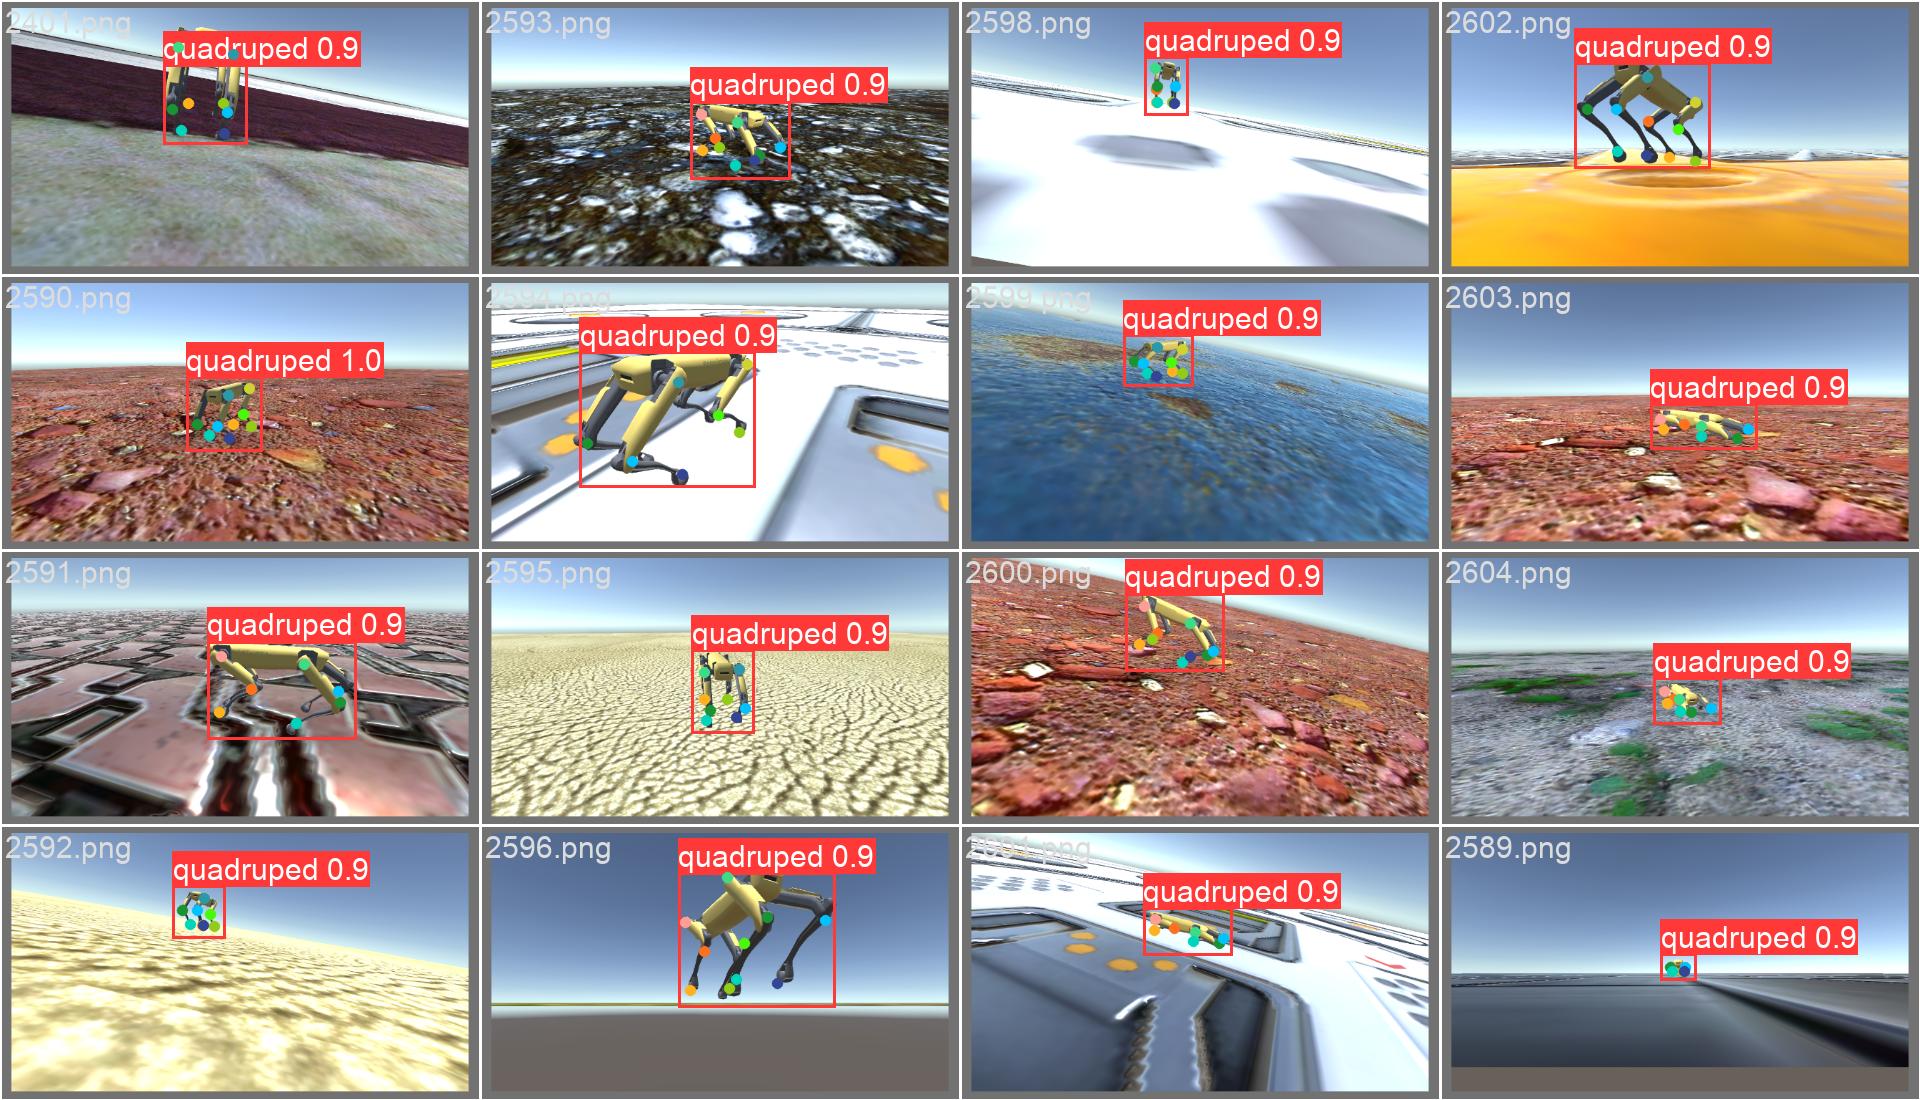 2401.png
quadruped 0.9
2593.png
quadruped 0.9
2598.png
quadruped 0.9
2602.png
quadruped 0.9
2590.png
quadruped 1.0
2594.png
quadruped 0.9
2599.png
quadruped 0.9
2603.png
quadruped 0.9
2591.png
quadruped 0.9
2595.png
quadruped 0.9
2600.png
quadruped 0.9
2604.png
quadruped 0.9
2592.png
quadruped 0.9
2596.png
quadruped 0.9
2601.png
quadruped 0.9
2589.png
quadruped 0.9